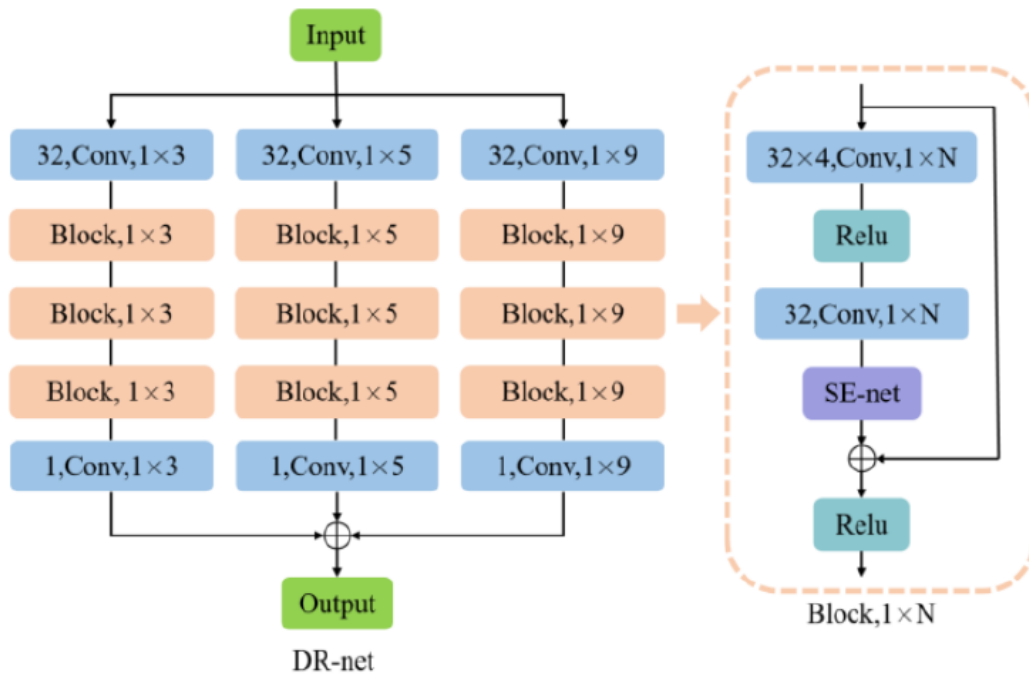 Input
32,Conv,1×3
32,Conv,1×5
32,Conv,1×9
Block,1×3
Block,1×5
Block,1×9
Block,1×3
Block,1×5
Block,1×9
Block, 1×3
Block,1×5
Block,1×9
1,Conv,1×3
1,Conv,1×5
1,Conv,1×9
Output
DR-net
32×4,Conv,1×N
Relu
32,Conv,1×N
SE-net
Relu
Block,1×N